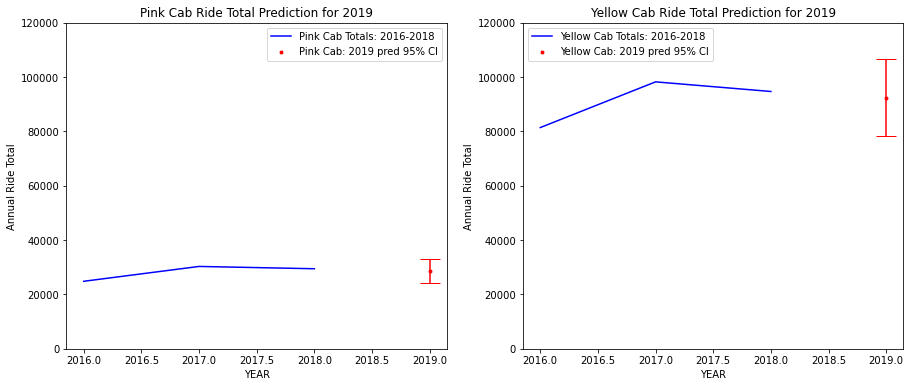 Pink Cab Ride Total Prediction for 2019
Pink Cab Totals: 2016-2018
Pink Cab: 2019 pred 95% CI
120000
100000
80000
60000
40000
20000
0
Annual Ride Total
2016.0 2016.5 2017.0 2017.5 2018.0 2018.5 2019.0
YEAR
Yellow Cab Ride Total Prediction for 2019
Yellow Cab Totals: 2016-2018
Yellow Cab: 2019 pred 95% CI
120000
100000
80000
60000
40000
20000
0
Annual Ride Total
2016.0 2016.5 2017.0 2017.5 2018.0 2018.5 2019.0
YEAR